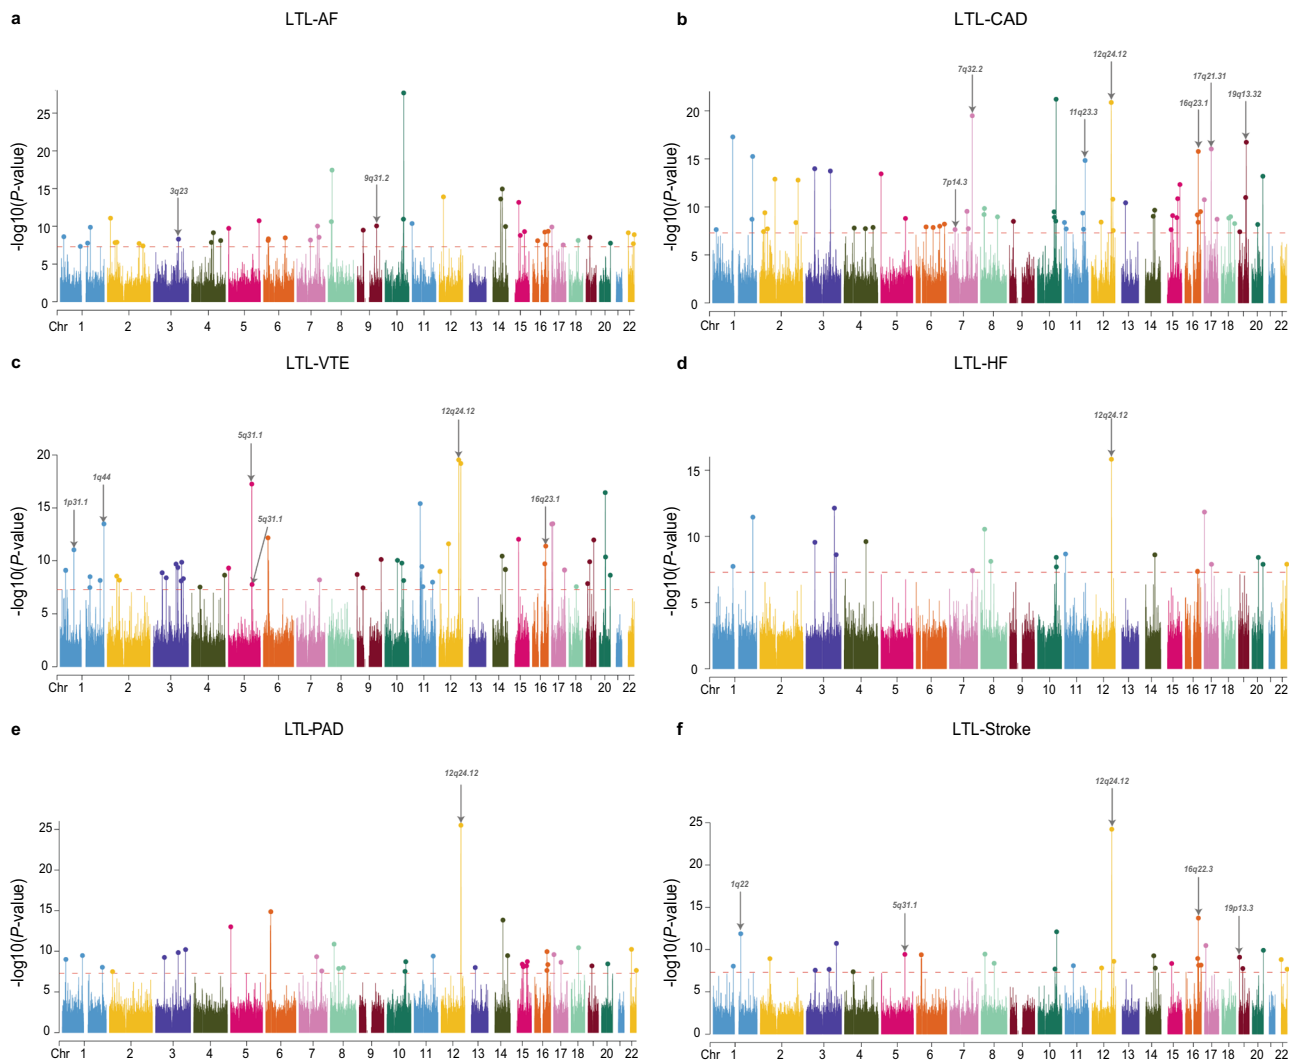 a
LTL-AF
-log10(P-value)
25
20
15
10
5
0
3q23
9q31.2
Chr 1 2 3 4 5 6 7 8 9 10 11 12 13 14 15 16 17 18 20 22
b
LTL-CAD
-log10(P-value)
20
15
10
5
0
7p14.3
7q32.2
11q23.3
12q24.12
16q23.1
17q21.31
19q13.32
Chr 1 2 3 4 5 6 7 8 9 10 11 12 13 14 15 16 17 18 20 22
c
LTL-VTE
-log10(P-value)
20
15
10
5
0
1p31.1
1q44
5q31.1
5q31.1
12q24.12
16q23.1
Chr 1 2 3 4 5 6 7 8 9 10 11 12 13 14 15 16 17 18 20 22
d
LTL-HF
-log10(P-value)
15
10
5
0
12q24.12
Chr 1 2 3 4 5 6 7 8 9 10 11 12 13 14 15 16 17 18 20 22
e
LTL-PAD
-log10(P-value)
25
20
15
10
5
0
12q24.12
Chr 1 2 3 4 5 6 7 8 9 10 11 12 13 14 15 16 17 18 20 22
f
LTL-Stroke
-log10(P-value)
25
20
15
10
5
0
1q22
5q31.1
12q24.12
16q22.3
19p13.3
Chr 1 2 3 4 5 6 7 8 9 10 11 12 13 14 15 16 17 18 20 22